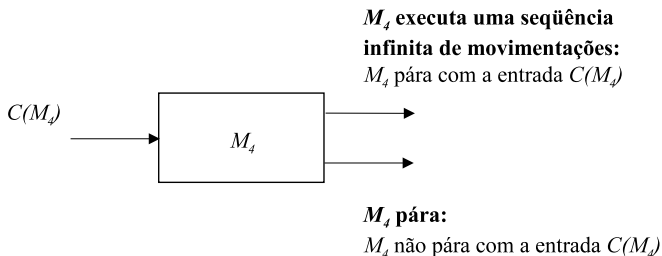 M4 executa uma seqüência
infinita de movimentações:
M4 pára com a entrada C(M4)
C(M4)
M4
M4 pára:
M4 não pára com a entrada C(M4)